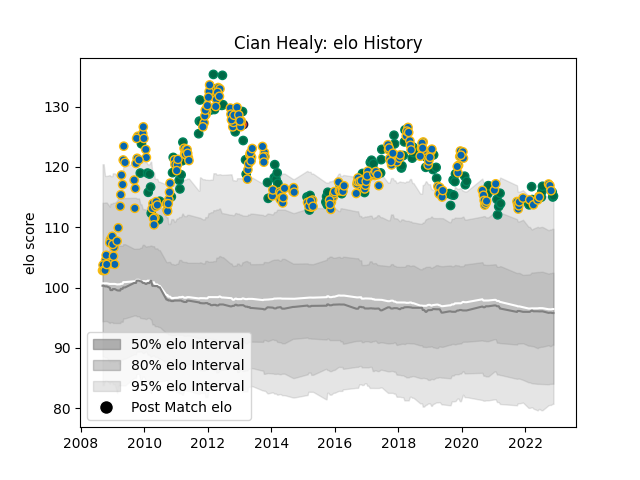 Cian Healy: elo History
elo score
130
120
110
100
90
80
50% elo Interval
80% elo Interval
95% elo Interval
Post Match elo
2008 2010 2012 2014 2016 2018 2020 2022